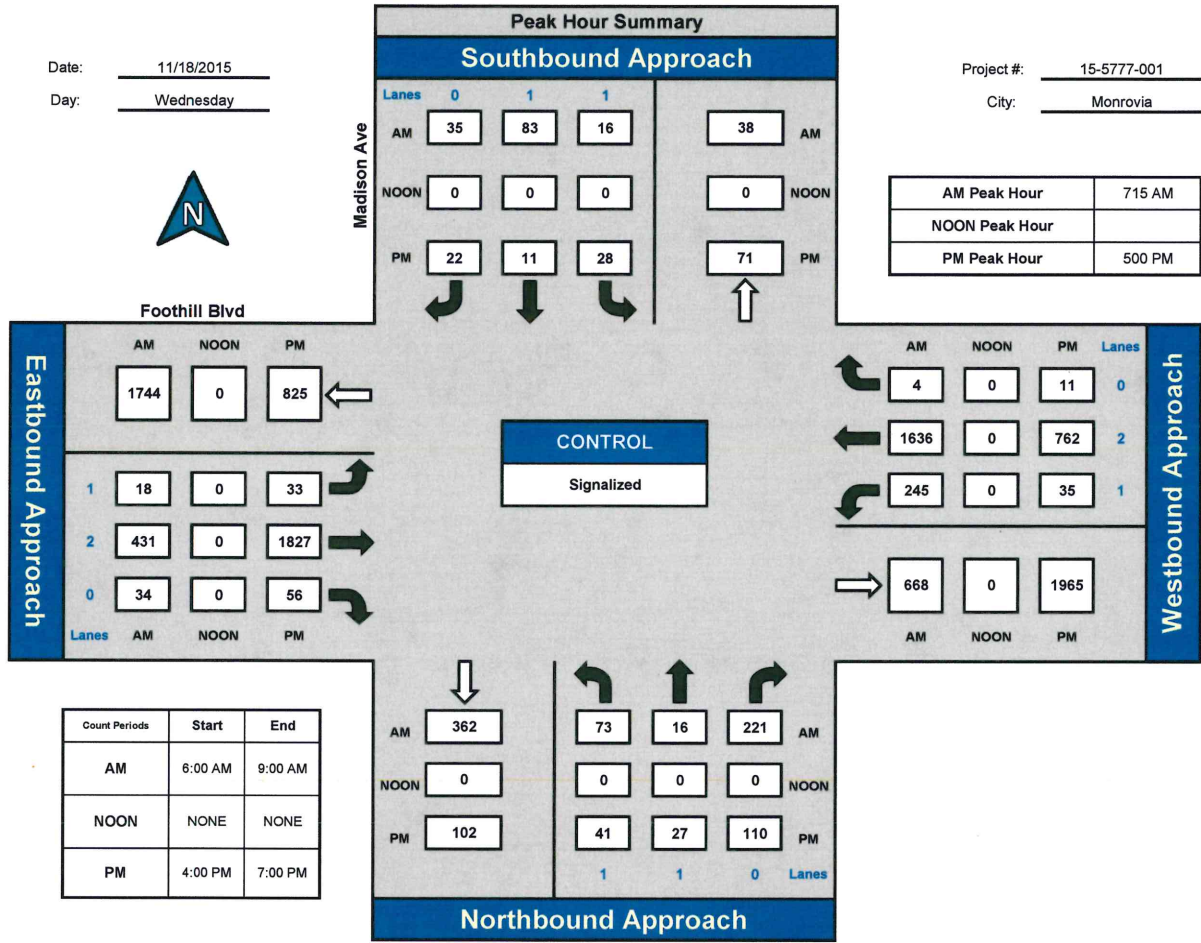 Peak Hour Summary
Southbound Approach
Date: 11/18/2015
Day: Wednesday
Project #: 15-5777-001
City: Monrovia
N
Madison Ave
Lanes 0 1 1
AM 35 83 16 38 AM
NOON 0 0 0 0 NOON
PM 22 11 28 71 PM
AM Peak Hour 715 AM
NOON Peak Hour
PM Peak Hour 500 PM
Foothill Blvd
Eastbound Approach
AM NOON PM
1744 0 825
1 18 0 33
2 431 0 1827
0 34 0 56
Lanes AM NOON PM
CONTROL
Signalized
AM NOON PM Lanes
4 0 11 0
1636 0 762 2
245 0 35 1
668 0 1965
AM NOON PM
Westbound Approach
Count Periods Start End
AM 6:00 AM 9:00 AM
NOON NONE NONE
PM 4:00 PM 7:00 PM
AM 362 73 16 221 AM
NOON 0 0 0 0 NOON
PM 102 41 27 110 PM
1 1 0 Lanes
Northbound Approach